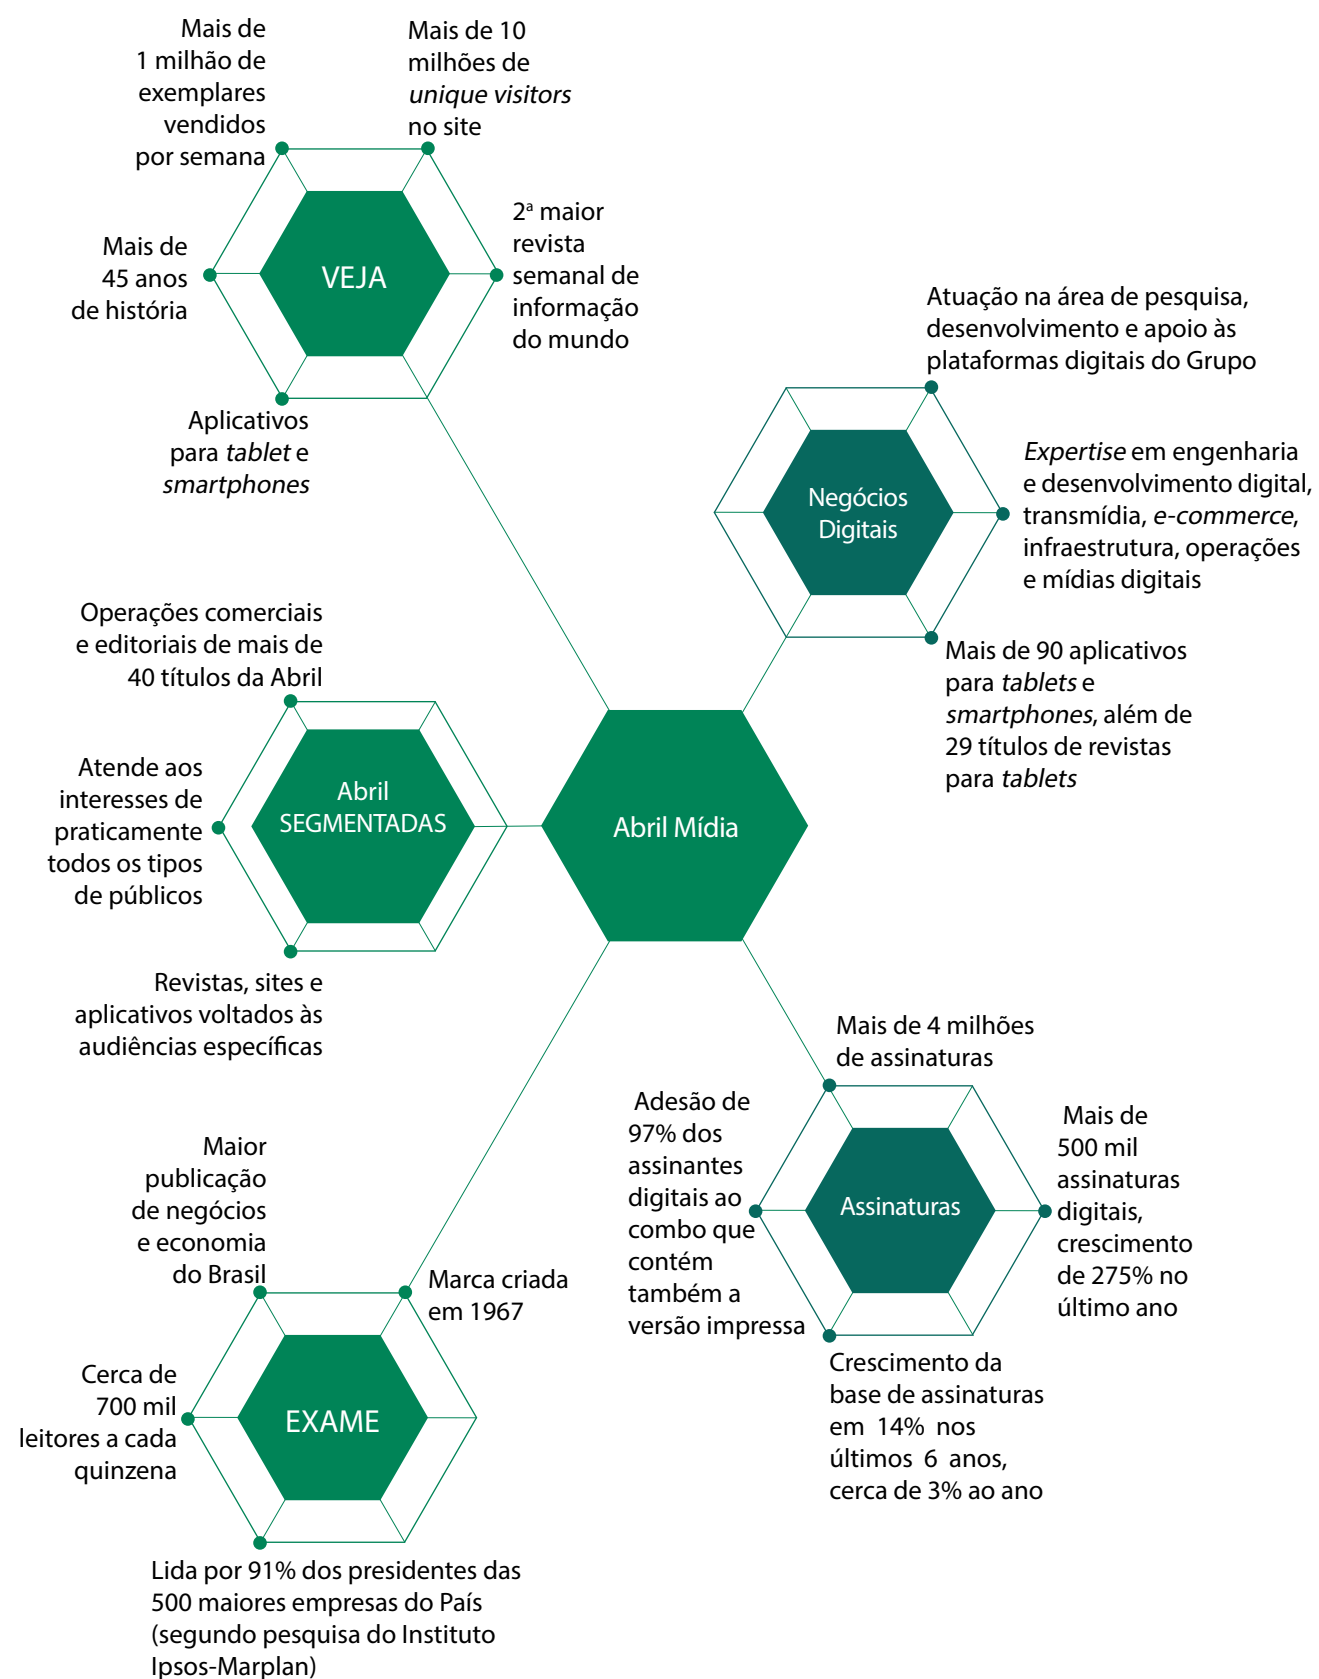 Mais de
1 milhão de
exemplares
vendidos
por semana
Mais de 10
milhões de
unique visitors
no site
2ª maior
revista
semanal de
informação
do mundo
Mais de
45 anos
de história
VEJA
Aplicativos
para tablet e
smartphones
Atuação na área de pesquisa,
desenvolvimento e apoio às
plataformas digitais do Grupo
Expertise em engenharia
e desenvolvimento digital,
transmídia, e-commerce,
infraestrutura, operações
e mídias digitais
Negócios
Digitais
Mais de 90 aplicativos
para tablets e
smartphones, além de
29 títulos de revistas
para tablets
Operações comerciais
e editoriais de mais de
40 títulos da Abril
Atende aos
interesses de
praticamente
todos os tipos
de públicos
Abril
SEGMENTADAS
Abril Mídia
Revistas, sites e
aplicativos voltados às
audiências específicas
Mais de 4 milhões
de assinaturas
Adesão de
97% dos
assinantes
digitais ao
combo que
contém
também a
versão impressa
Assinaturas
Mais de
500 mil
assinaturas
digitais,
crescimento
de 275% no
último ano
Crescimento da
base de assinaturas
em 14% nos
últimos 6 anos,
cerca de 3% ao ano
Maior
publicação
de negócios
e economia
do Brasil
Marca criada
em 1967
Cerca de
700 mil
leitores a cada
quinzena
EXAME
Lida por 91% dos presidentes das
500 maiores empresas do País
(segundo pesquisa do Instituto
Ipsos-Marplan)